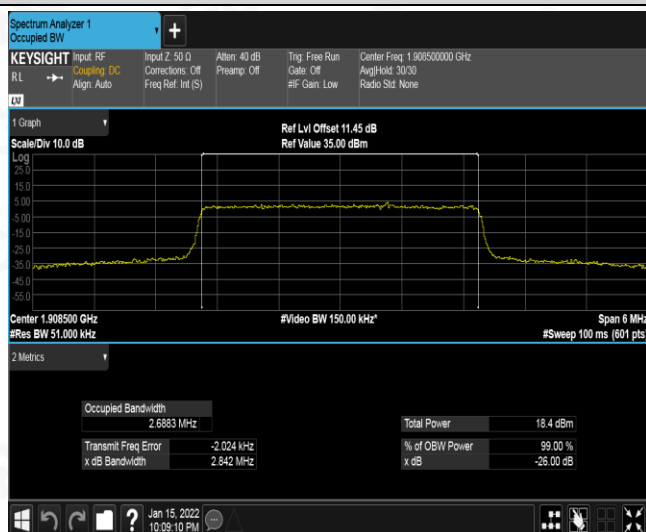 Spectrum Analyzer 1
Occupied BW
KEYSIGHT
RL
LXI
Input: RF
Coupling: DC
Align: Auto
Input Z: 50 Ω
Corrections: Off
Freq Ref: Int (S)
Atten: 40 dB
Preamp: Off
Trig: Free Run
Gate: Off
#IF Gain: Low
Center Freq: 1.908500000 GHz
Avg|Hold: 30/30
Radio Std: None
1 Graph
Scale/Div 10.0 dB
Ref Lvl Offset 11.45 dB
Ref Value 35.00 dBm
Log
25.0
15.0
5.00
-5.00
-15.0
-25.0
-35.0
-45.0
-55.0
Center 1.908500 GHz
#Res BW 51.000 kHz
#Video BW 150.00 kHz*
Span 6 MHz
#Sweep 100 ms (601 pts)
2 Metrics
Occupied Bandwidth
2.6883 MHz
Transmit Freq Error -2.024 kHz
x dB Bandwidth 2.842 MHz
Total Power 18.4 dBm
% of OBW Power 99.00 %
x dB -26.00 dB
?
Jan 15, 2022
10:09:10 PM